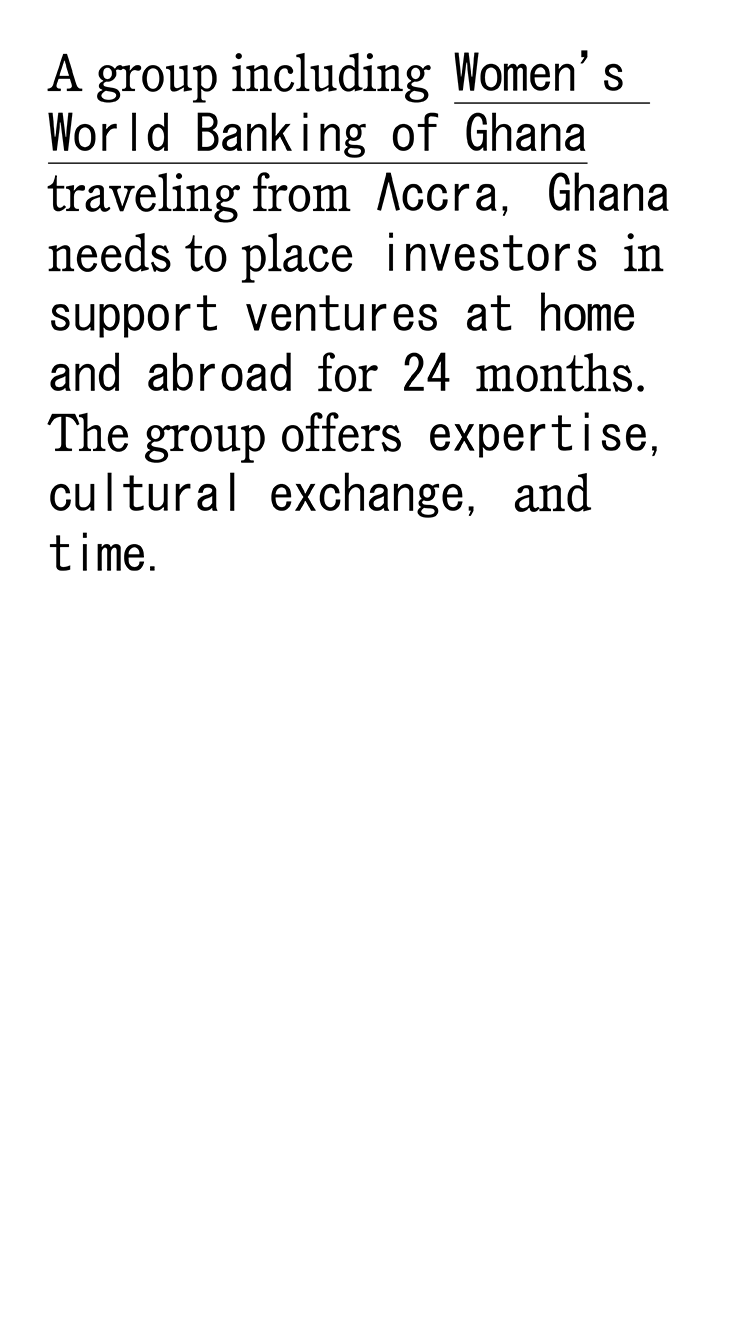 A group including Women's
World Banking of Ghana
traveling from Accra, Ghana
needs to place investors in
support ventures at home
and abroad for 24 months.
The group offers expertise,
cultural exchange, and
time.